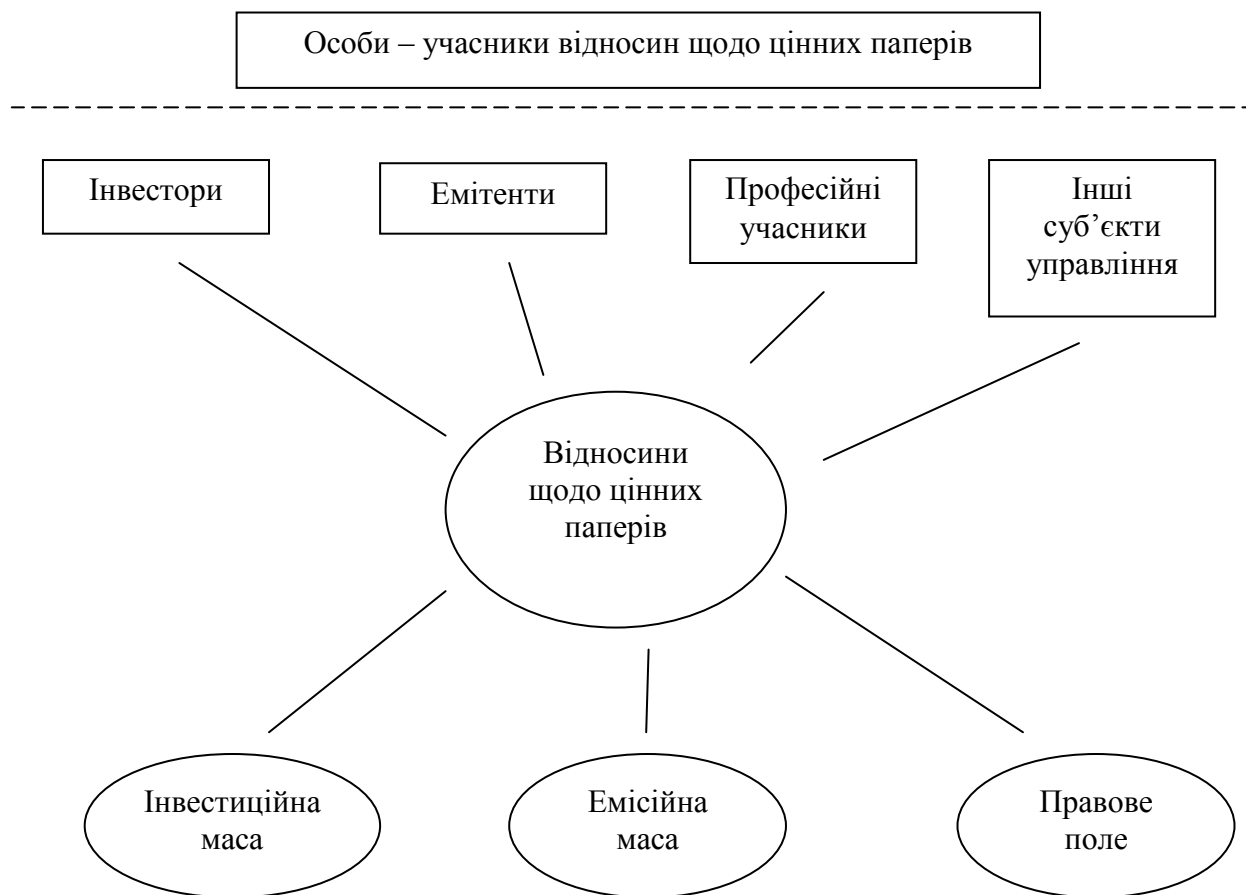 Особи – учасники відносин щодо цінних паперів
Інвестори
Емітенти
Професійні
учасники
Інші
суб’єкти
управління
Відносини
щодо цінних
паперів
Інвестиційна
маса
Емісійна
маса
Правове
поле